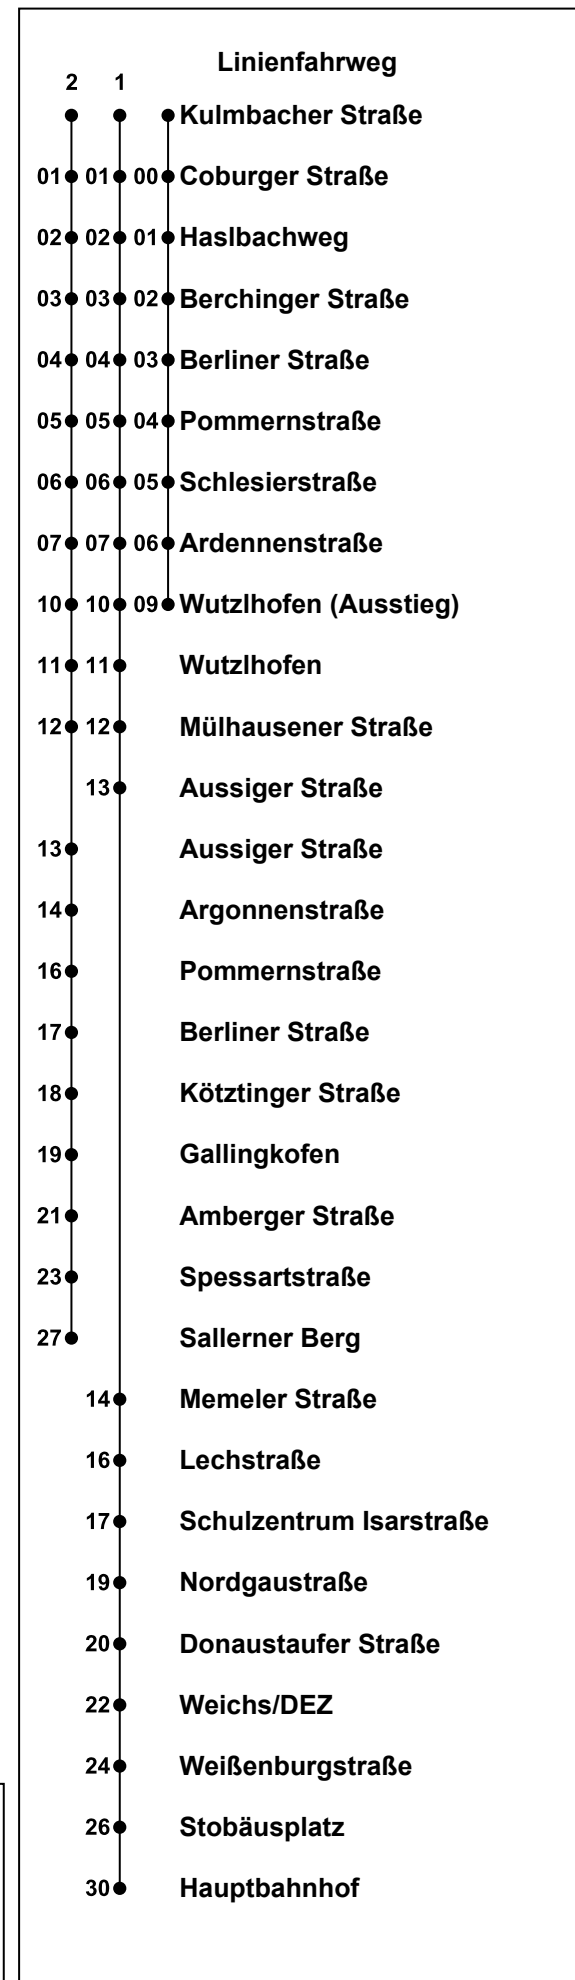 Linienfahrweg
2 1
Kulmbacher Straße
01 01 00 Coburger Straße
02 02 01 Haslbachweg
03 03 02 Berchinger Straße
04 04 03 Berliner Straße
05 05 04 Pommernstraße
06 06 05 Schlesierstraße
07 07 06 Ardennenstraße
10 10 09 Wutzlhofen (Ausstieg)
11 11 Wutzlhofen
12 12 Mülhausener Straße
13 Aussiger Straße
13 Aussiger Straße
14 Argonnenstraße
16 Pommernstraße
17 Berliner Straße
18 Kötztinger Straße
19 Gallingkofen
21 Amberger Straße
23 Spessartstraße
27 Sallerner Berg
14 Memeler Straße
16 Lechstraße
17 Schulzentrum Isarstraße
19 Nordgaustraße
20 Donaustaufer Straße
22 Weichs/DEZ
24 Weißenburgstraße
26 Stobäusplatz
30 Hauptbahnhof